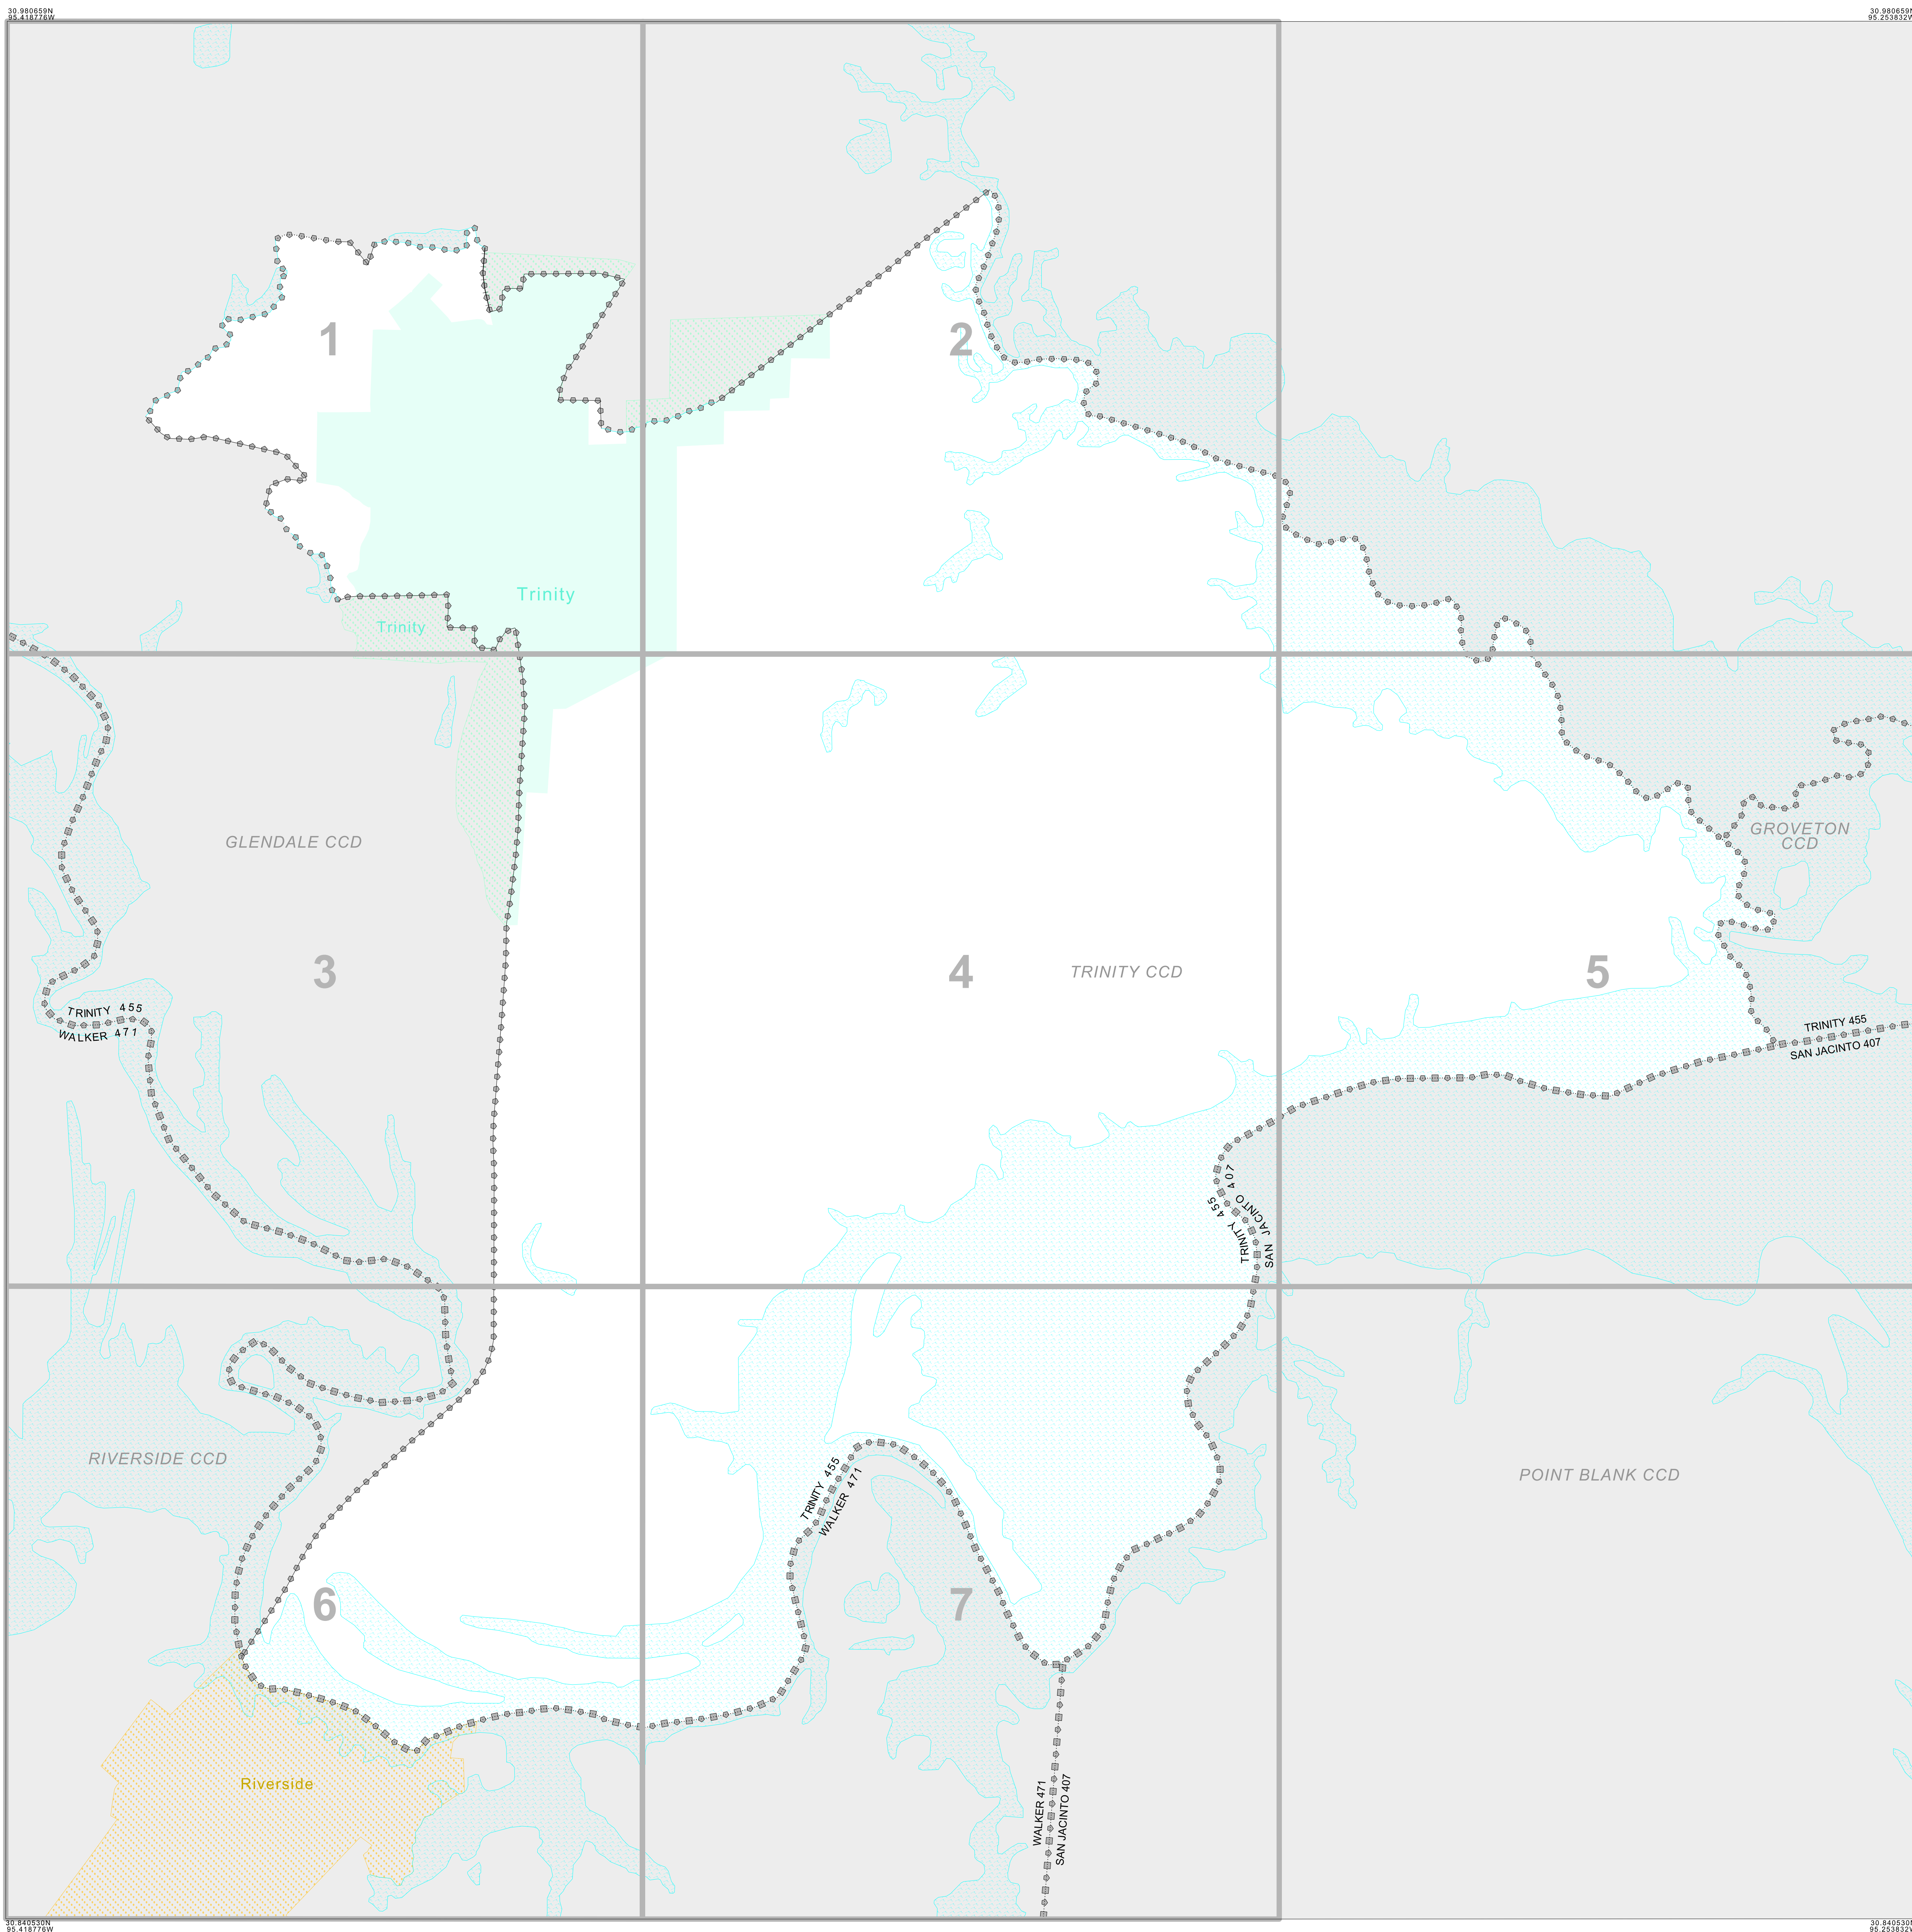 30.980659N
95.418776W
30.980659N
95.253832W
1
2
Trinity
Trinity
GLENDALE CCD
GROVETON
CCD
3
4
TRINITY CCD
5
TRINITY 455
WALKER 471
TRINITY 455
SAN JACINTO 407
TRINITY 455
SAN JACINTO 407
RIVERSIDE CCD
TRINITY 455
WALKER 471
POINT BLANK CCD
6
7
Riverside
WALKER 471
SAN JACINTO 407
30.840530N
95.418776W
30.840530N
95.253832W